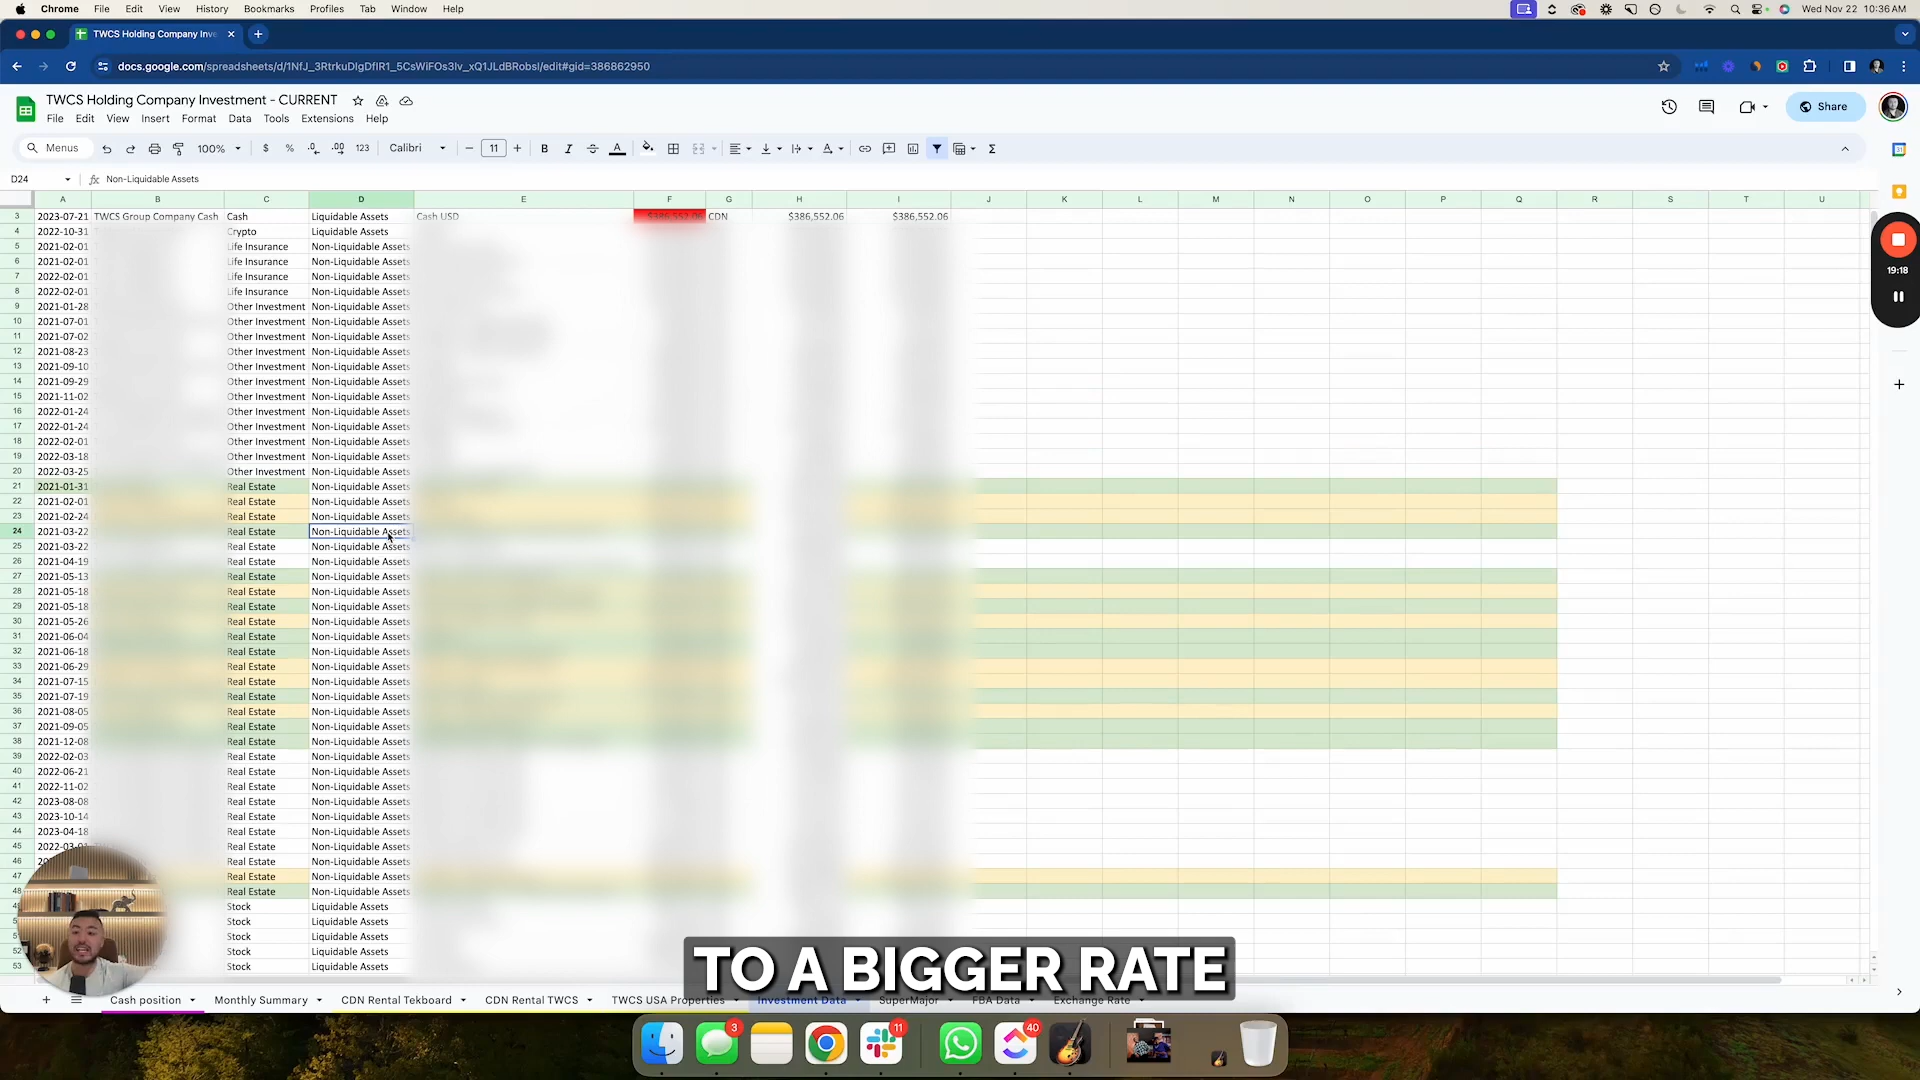 Chrome File Edit View History Bookmarks Profiles Tab Window Help Wed Nov 22 10:36 AM
TWCS Holding Company Inve
docs.google.com/spreadsheets/d/1NfJ_3RtrkuDlgDflR1_5CsWiFOs3lv_xQ1JLdBRobsI/edit#gid=386862950
TWCS Holding Company Investment - CURRENT
File Edit View Insert Format Data Tools Extensions Help
Share
Menus 100% $ % .0 .00 123 Calibri 11 B I A
D24 fx Non-Liquidable Assets
A B C D E F G H I J K L M N O P Q R S T U
3 2023-07-21 TWCS Group Company Cash Cash Liquidable Assets Cash USD $386,552.06 CDN $386,552.06 $386,552.06
4 2022-10-31 Crypto Liquidable Assets
5 2021-02-01 Life Insurance Non-Liquidable Assets
6 2021-02-01 Life Insurance Non-Liquidable Assets
7 2022-02-01 Life Insurance Non-Liquidable Assets
8 2022-02-01 Life Insurance Non-Liquidable Assets
9 2021-01-28 Other Investment Non-Liquidable Assets
10 2021-07-01 Other Investment Non-Liquidable Assets
11 2021-07-02 Other Investment Non-Liquidable Assets
12 2021-08-23 Other Investment Non-Liquidable Assets
13 2021-09-10 Other Investment Non-Liquidable Assets
14 2021-09-29 Other Investment Non-Liquidable Assets
15 2021-11-02 Other Investment Non-Liquidable Assets
16 2022-01-24 Other Investment Non-Liquidable Assets
17 2022-01-24 Other Investment Non-Liquidable Assets
18 2022-02-01 Other Investment Non-Liquidable Assets
19 2022-03-18 Other Investment Non-Liquidable Assets
20 2022-03-25 Other Investment Non-Liquidable Assets
21 2021-01-31 Real Estate Non-Liquidable Assets
22 2021-02-01 Real Estate Non-Liquidable Assets
23 2021-02-24 Real Estate Non-Liquidable Assets
24 2021-03-22 Real Estate Non-Liquidable Assets
25 2021-03-22 Real Estate Non-Liquidable Assets
26 2021-04-19 Real Estate Non-Liquidable Assets
27 2021-05-13 Real Estate Non-Liquidable Assets
28 2021-05-18 Real Estate Non-Liquidable Assets
29 2021-05-18 Real Estate Non-Liquidable Assets
30 2021-05-26 Real Estate Non-Liquidable Assets
31 2021-06-04 Real Estate Non-Liquidable Assets
32 2021-06-18 Real Estate Non-Liquidable Assets
33 2021-06-29 Real Estate Non-Liquidable Assets
34 2021-07-15 Real Estate Non-Liquidable Assets
35 2021-07-19 Real Estate Non-Liquidable Assets
36 2021-08-05 Real Estate Non-Liquidable Assets
37 2021-09-05 Real Estate Non-Liquidable Assets
38 2021-12-08 Real Estate Non-Liquidable Assets
39 2022-02-03 Real Estate Non-Liquidable Assets
40 2022-06-21 Real Estate Non-Liquidable Assets
41 2022-11-02 Real Estate Non-Liquidable Assets
42 2023-08-08 Real Estate Non-Liquidable Assets
43 2023-10-14 Real Estate Non-Liquidable Assets
44 2023-04-18 Real Estate Non-Liquidable Assets
45 Real Estate Non-Liquidable Assets
46 Real Estate Non-Liquidable Assets
47 Real Estate Non-Liquidable Assets
48 Real Estate Non-Liquidable Assets
Stock Liquidable Assets
Stock Liquidable Assets
Stock Liquidable Assets
52 Stock Liquidable Assets
53 Stock Liquidable Assets
19:18
TO A BIGGER RATE
Cash position Monthly Summary CDN Rental Tekboard CDN Rental TWCS TWCS USA Properties Investment Data SuperMajor FBA Data Exchange Rate
3 11 40